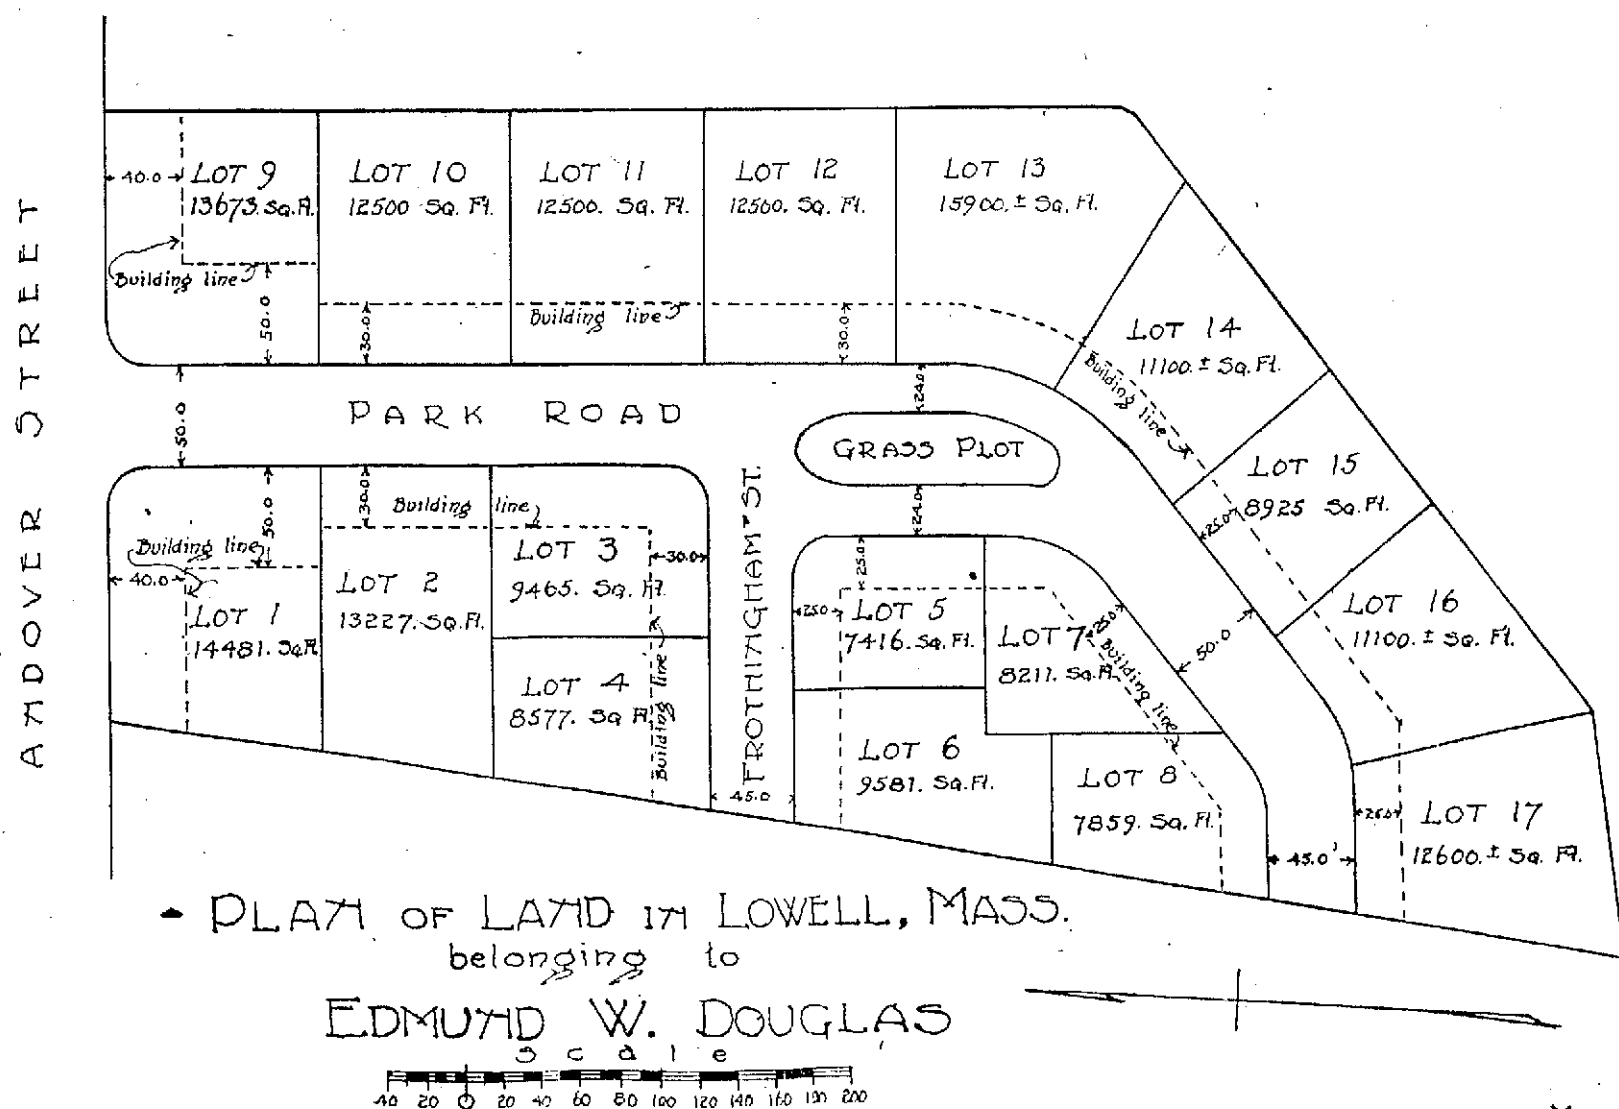 ANDOVER STREET
40.0
LOT 9
13673. Sq. Ft.
Building line
50.0
LOT 10
12500 Sq. Ft.
30.0
LOT 11
12500. Sq. Ft.
Building line
LOT 12
12500. Sq. Ft.
30.0
LOT 13
15900. ± Sq. Ft.
LOT 14
11100. ± Sq. Ft.
Building line
LOT 15
8925 Sq. Ft.
25.0
LOT 16
11100. ± Sq. Ft.
LOT 17
12600. ± Sq. Ft.
25.0
50.0
PARK ROAD
24.0
GRASS PLOT
24.0
50.0
Building line
40.0
LOT 1
14481. Sq. Ft.
30.0
Building line
LOT 2
13227. Sq. Ft.
LOT 3
9465. Sq. Ft.
30.0
LOT 4
8577. Sq Ft.
Building line
FROTHINGHAM ST.
45.0
25.0
25.0
LOT 5
7416. Sq. Ft.
LOT 6
9581. Sq. Ft.
LOT 7
8211. Sq. Ft.
25.0
Building line
50.0
LOT 8
7859. Sq. Ft.
45.0'
PLAN OF LAND IN LOWELL, MASS.
belonging to
EDMUND W. DOUGLAS
Scale
40 20 0 20 40 60 80 100 120 140 160 180 200